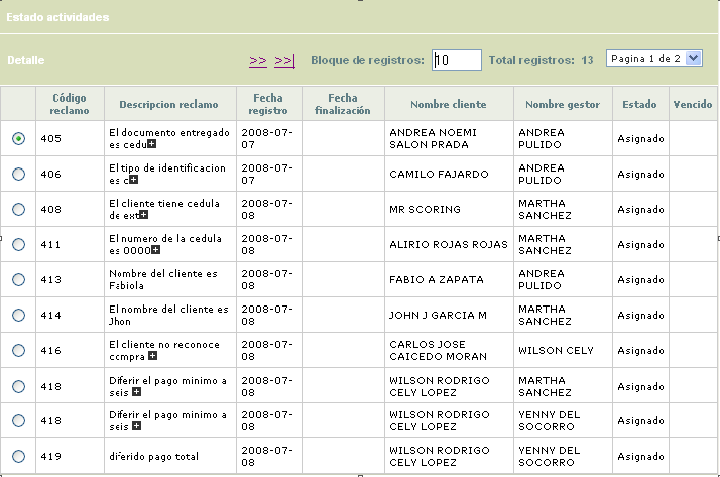 Estado actividades
Detalle >> >>| Bloque de registros: 10 Total registros: 13 Pagina 1 de 2
Código reclamo Descripcion reclamo Fecha registro Fecha finalización Nombre cliente Nombre gestor Estado Vencido
405 El documento entregado es cedu 2008-07-07 ANDREA NOEMI SALON PRADA ANDREA PULIDO Asignado
406 El tipo de identificacion es c 2008-07-07 CAMILO FAJARDO ANDREA PULIDO Asignado
408 El cliente tiene cedula de ext 2008-07-08 MR SCORING MARTHA SANCHEZ Asignado
411 El numero de la cedula es 0000 2008-07-08 ALIRIO ROJAS ROJAS MARTHA SANCHEZ Asignado
413 Nombre del cliente es Fabiola 2008-07-08 FABIO A ZAPATA ANDREA PULIDO Asignado
414 El nombre del cliente es Jhon 2008-07-08 JOHN J GARCIA M MARTHA SANCHEZ Asignado
416 El cliente no reconoce compra 2008-07-08 CARLOS JOSE CAICEDO MORAN WILSON CELY Asignado
418 Diferir el pago minimo a seis 2008-07-08 WILSON RODRIGO CELY LOPEZ MARTHA SANCHEZ Asignado
418 Diferir el pago minimo a seis 2008-07-08 WILSON RODRIGO CELY LOPEZ YENNY DEL SOCORRO Asignado
419 diferido pago total 2008-07-08 WILSON RODRIGO CELY LOPEZ YENNY DEL SOCORRO Asignado